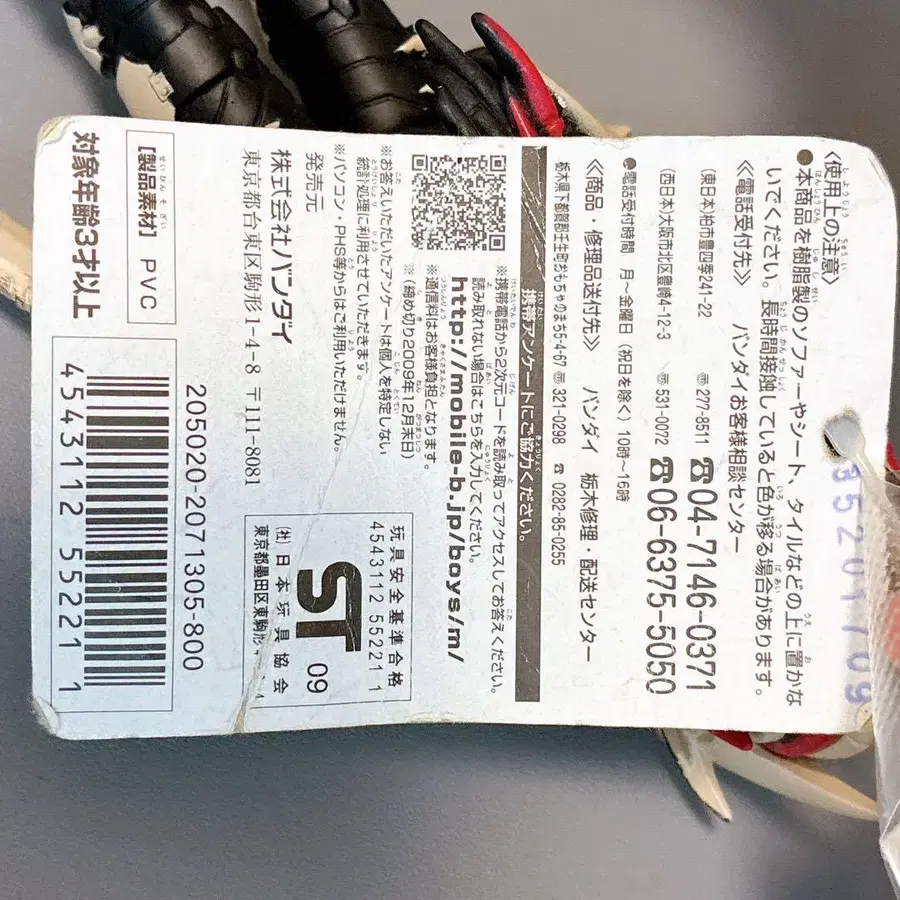 〈使用上の注意〉
●本商品を樹脂製のソファーやシート、タイルなどの上に置かな
いでください。長時間接触していると色が移る場合があります。
《電話受付先》 バンダイお客様相談センター
(東日本)柏市豊四季241-22 〒277-8511 ☎04-7146-0371
(西日本)大阪市北区豊崎4-12-3 〒531-0072 ☎06-6375-5050
●電話受付時間 月～金曜日(祝日を除く)10時～16時
《商品・修理品送付先》 バンダイ 栃木修理・配送センター
栃木県下都賀郡壬生町おもちゃのまち5-4-67 〒321-0298 ☎0282-85-0255
携帯アンケートにご協力ください。
※携帯電話から2次元コードを読み取ってアクセスしてお答えください。
読み取れない場合はこちらを入力してください。
http://mobile-b.jp/boys/m/
※通信料はお客様負担となります。
※(締め切り2009年12月末日)
※お答えいただいたアンケートは個人を特定しない
統計処理に利用させていただきます。
※パソコン・PHS等からはご利用いただけません。
発売元
株式会社バンダイ
東京都台東区駒形1-4-8 〒111-8081
玩具安全基準合格
4543112 55221 1
ST 09
(社)日本玩具協会
東京都墨田区東駒形
205020-2071305-800
[製品素材] PVC
対象年齢3才以上
4 543112 552211